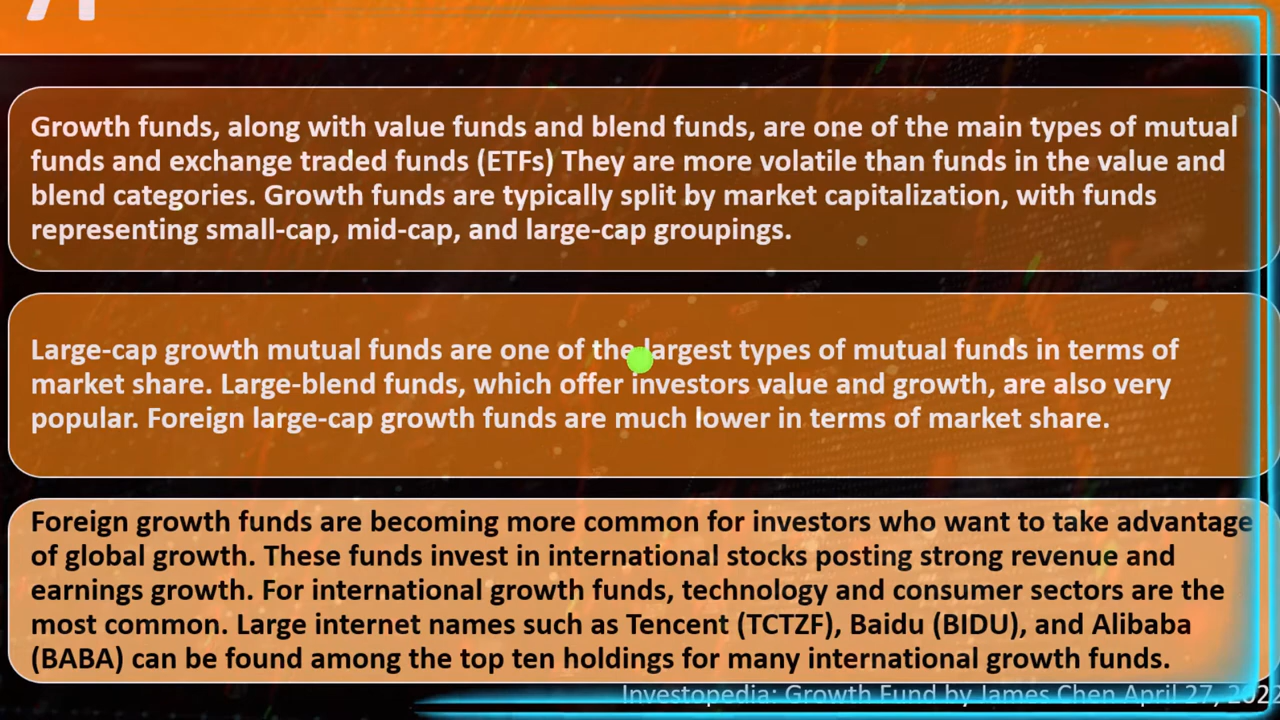 Growth funds, along with value funds and blend funds, are one of the main types of mutual
funds and exchange traded funds (ETFs) They are more volatile than funds in the value and
blend categories. Growth funds are typically split by market capitalization, with funds
representing small-cap, mid-cap, and large-cap groupings.
Large-cap growth mutual funds are one of the largest types of mutual funds in terms of
market share. Large-blend funds, which offer investors value and growth, are also very
popular. Foreign large-cap growth funds are much lower in terms of market share.
Foreign growth funds are becoming more common for investors who want to take advantage
of global growth. These funds invest in international stocks posting strong revenue and
earnings growth. For international growth funds, technology and consumer sectors are the
most common. Large internet names such as Tencent (TCTZF), Baidu (BIDU), and Alibaba
(BABA) can be found among the top ten holdings for many international growth funds.
Investopedia: Growth Fund by James Chen April 27, 2022